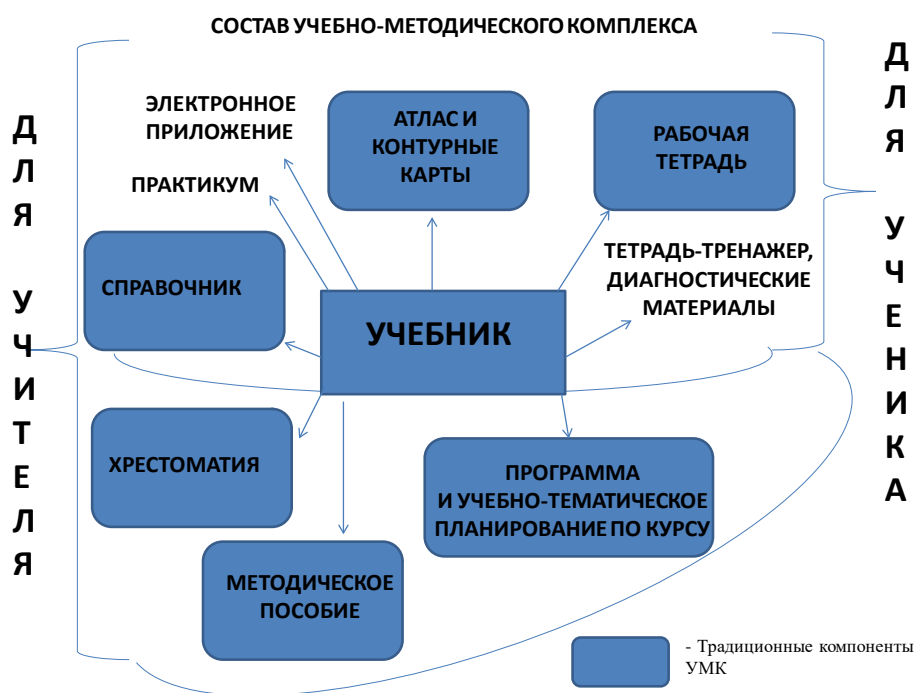 СОСТАВ УЧЕБНО-МЕТОДИЧЕСКОГО КОМПЛЕКСА
ДЛЯ УЧИТЕЛЯ
ДЛЯ УЧЕНИКА
ЭЛЕКТРОННОЕ
ПРИЛОЖЕНИЕ
ПРАКТИКУМ
АТЛАС И
КОНТУРНЫЕ
КАРТЫ
РАБОЧАЯ
ТЕТРАДЬ
СПРАВОЧНИК
УЧЕБНИК
ТЕТРАДЬ-ТРЕНАЖЕР,
ДИАГНОСТИЧЕСКИЕ
МАТЕРИАЛЫ
ХРЕСТОМАТИЯ
ПРОГРАММА
И УЧЕБНО-ТЕМАТИЧЕСКОЕ
ПЛАНИРОВАНИЕ ПО КУРСУ
МЕТОДИЧЕСКОЕ
ПОСОБИЕ
- Традиционные компоненты
УМК